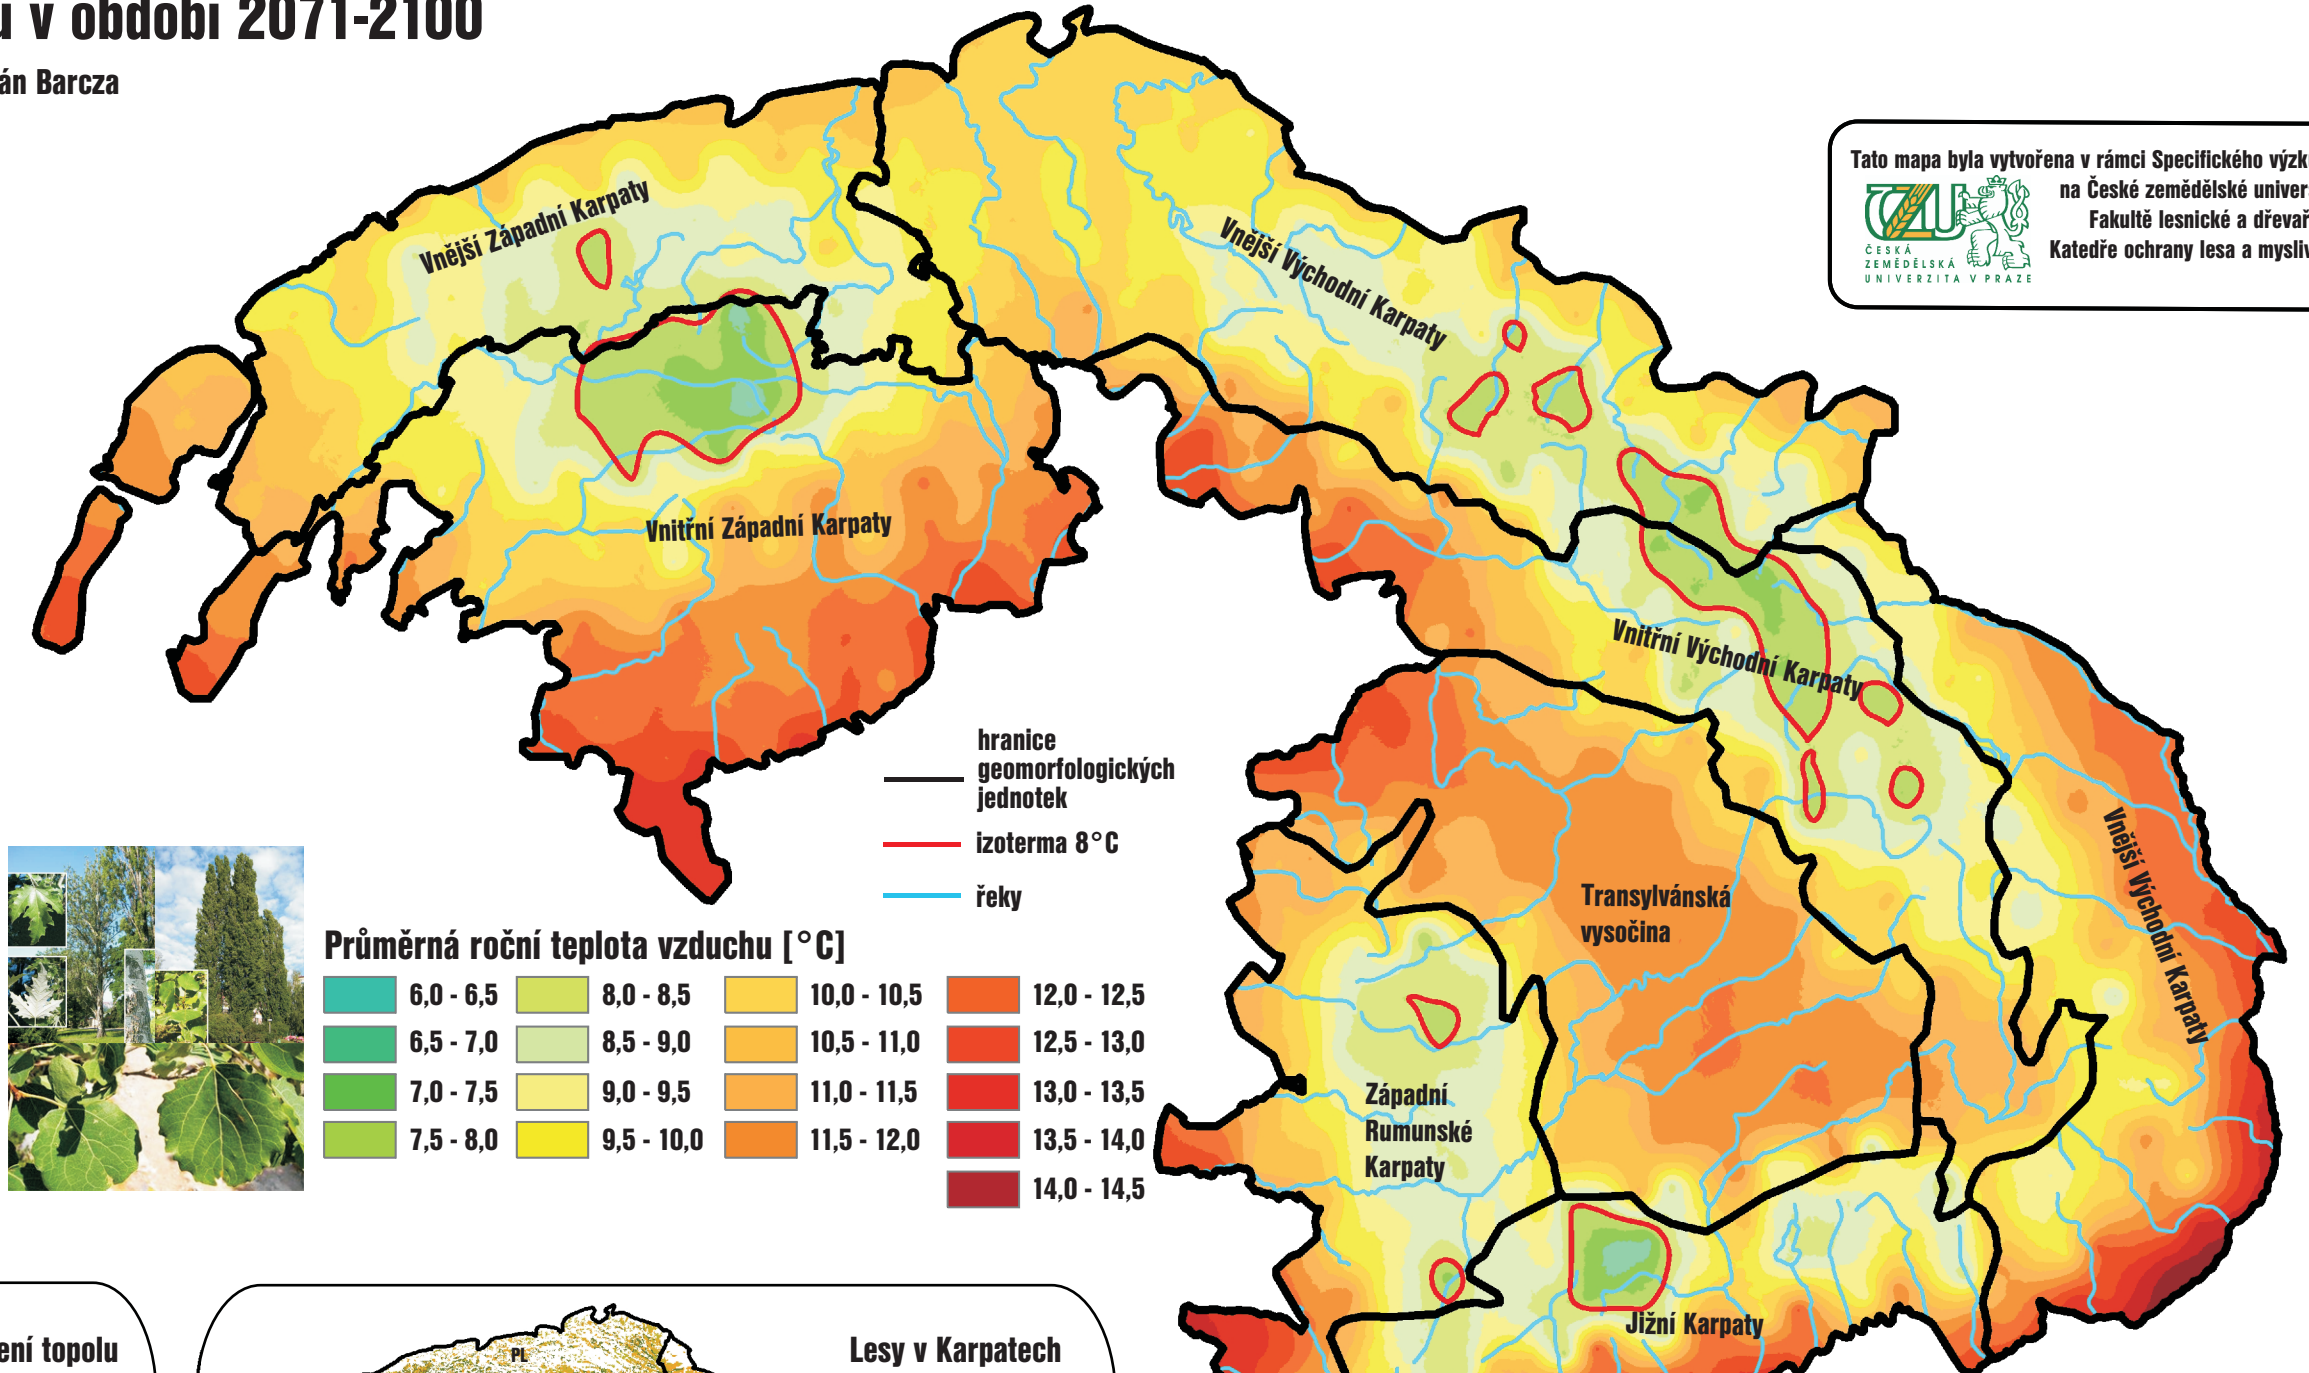 v období 2071-2100
án Barcza
Tato mapa byla vytvořena v rámci Specifického
na České zemědělské
Fakultě lesnické a
Katedře ochrany lesa a
ČZU
ČESKÁ
ZEMĚDĚLSKÁ
UNIVERZITA V PRAZE
Vnější Západní Karpaty
Vnější Východní Karpaty
Vnitřní Západní Karpaty
Vnitřní Východní Karpaty
Vnější Východní Karpaty
Transylvánská
vysočina
Západní
Rumunské
Karpaty
Jižní Karpaty
hranice
geomorfologických
jednotek
izoterma 8°C
řeky
Průměrná roční teplota vzduchu [°C]
6,0 - 6,5
6,5 - 7,0
7,0 - 7,5
7,5 - 8,0
8,0 - 8,5
8,5 - 9,0
9,0 - 9,5
9,5 - 10,0
10,0 - 10,5
10,5 - 11,0
11,0 - 11,5
11,5 - 12,0
12,0 - 12,5
12,5 - 13,0
13,0 - 13,5
13,5 - 14,0
14,0 - 14,5
ení topolu
Lesy v Karpatech
PL